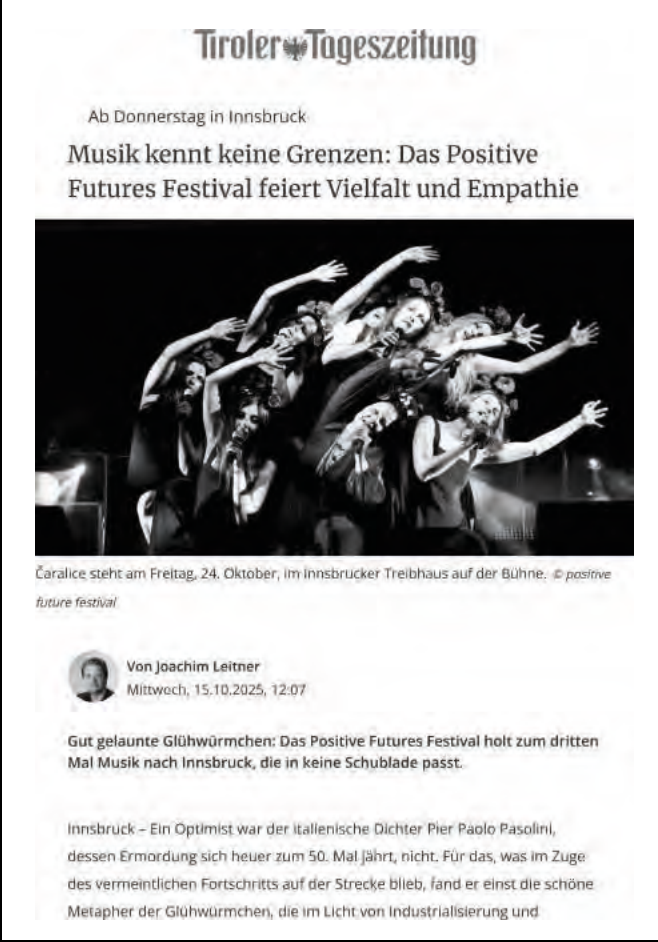 Tiroler Tageszeitung
Ab Donnerstag in Innsbruck
Musik kennt keine Grenzen: Das Positive
Futures Festival feiert Vielfalt und Empathie
Čaralice steht am Freitag, 24. Oktober, im Innsbrucker Treibhaus auf der Bühne. © positive
future festival
Von Joachim Leitner
Mittwoch, 15.10.2025, 12:07
Gut gelaunte Glühwürmchen: Das Positive Futures Festival holt zum dritten
Mal Musik nach Innsbruck, die in keine Schublade passt.
Innsbruck – Ein Optimist war der italienische Dichter Pier Paolo Pasolini,
dessen Ermordung sich heuer zum 50. Mal jährt, nicht. Für das, was im Zuge
des vermeintlichen Fortschritts auf der Strecke blieb, fand er einst die schöne
Metapher der Glühwürmchen, die im Licht von Industrialisierung und